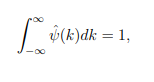 ∫_{-∞}^{∞} ψ̂(k)dk = 1,